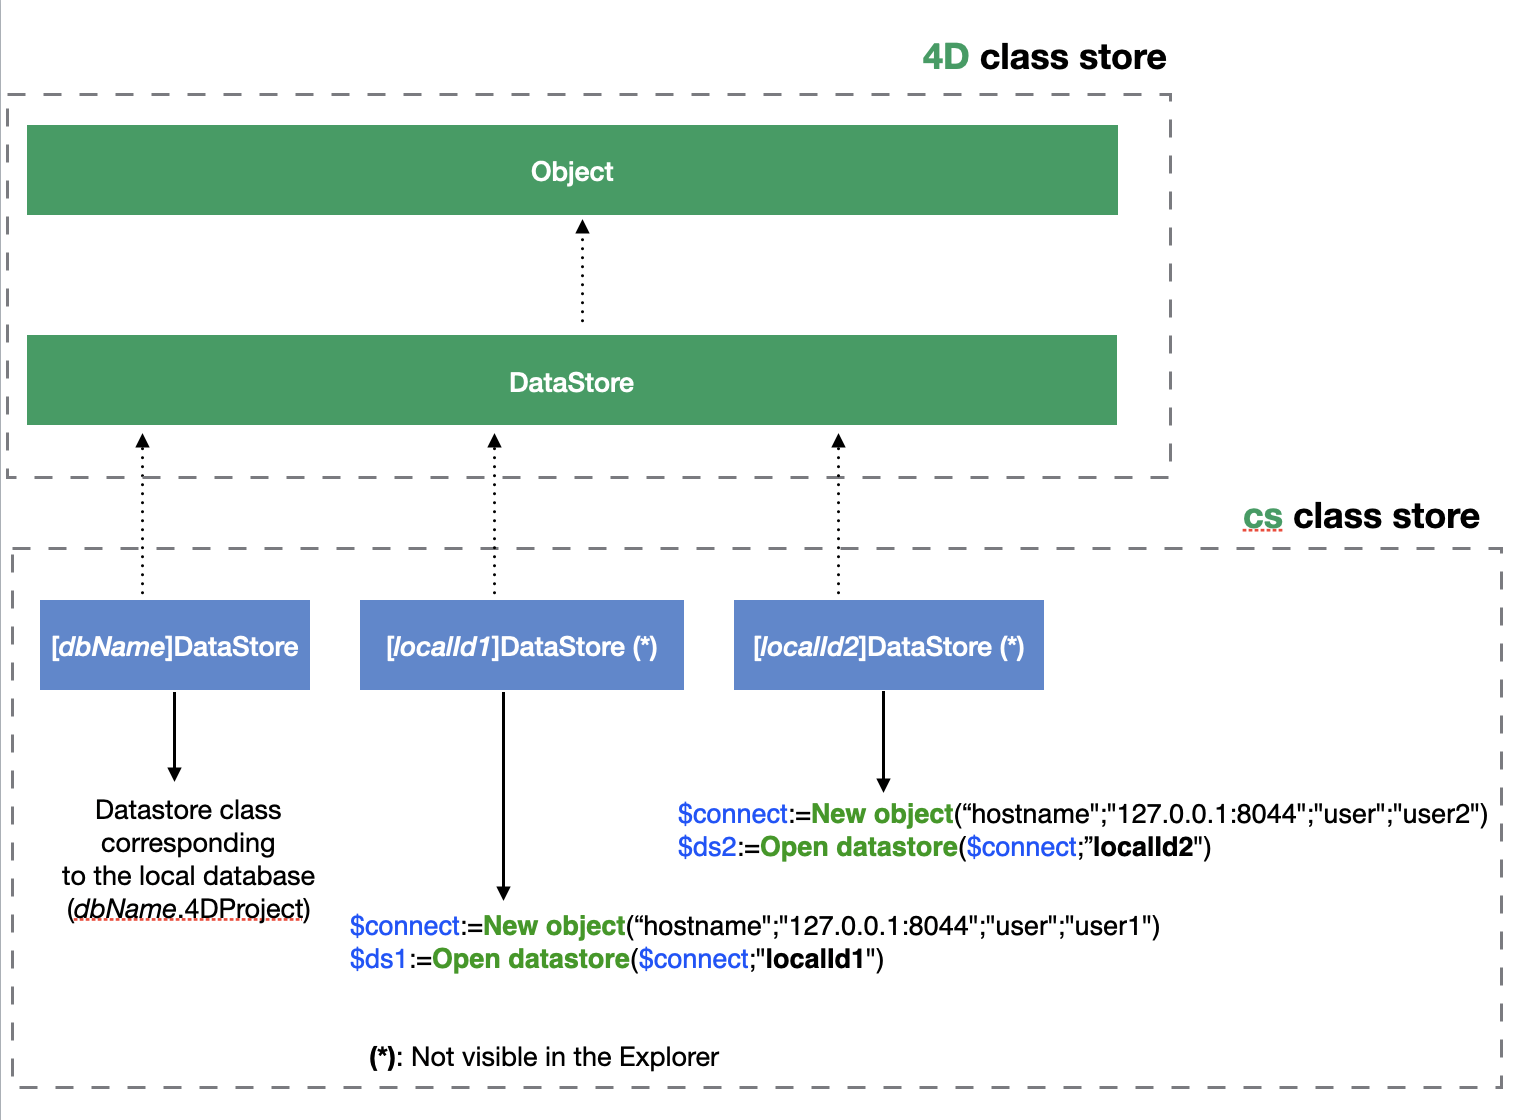 4D class store
Object
DataStore
cs class store
[dbName]DataStore
[localId1]DataStore (*)
[localId2]DataStore (*)
Datastore class
corresponding
to the local database
(dbName.4DProject)
$connect:=New object(“hostname";"127.0.0.1:8044";"user";"user2")
$ds2:=Open datastore($connect;”localId2")
$connect:=New object(“hostname";"127.0.0.1:8044";"user";"user1")
$ds1:=Open datastore($connect;"localId1")
(*): Not visible in the Explorer